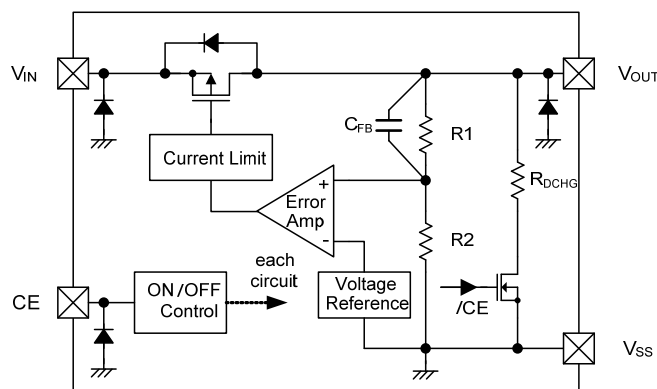 VIN
VOUT
CFB
R1
Current Limit
RDCHG
+
Error
Amp
-
R2
each
circuit
CE
ON/OFF
Control
Voltage
Reference
/CE
VSS